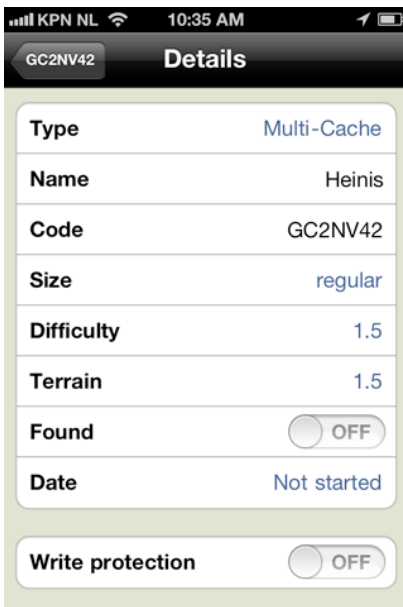 KPN NL 10:35 AM
GC2NV42 Details
Type Multi-Cache
Name Heinis
Code GC2NV42
Size regular
Difficulty 1.5
Terrain 1.5
Found OFF
Date Not started
Write protection OFF